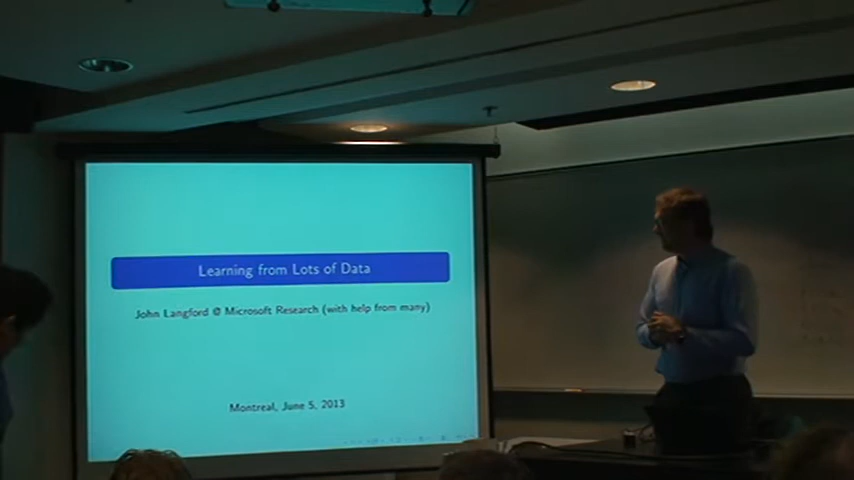 Learning from Lots of Data
John Langford @ Microsoft Research (with help from many)
Montreal, June 5, 2013